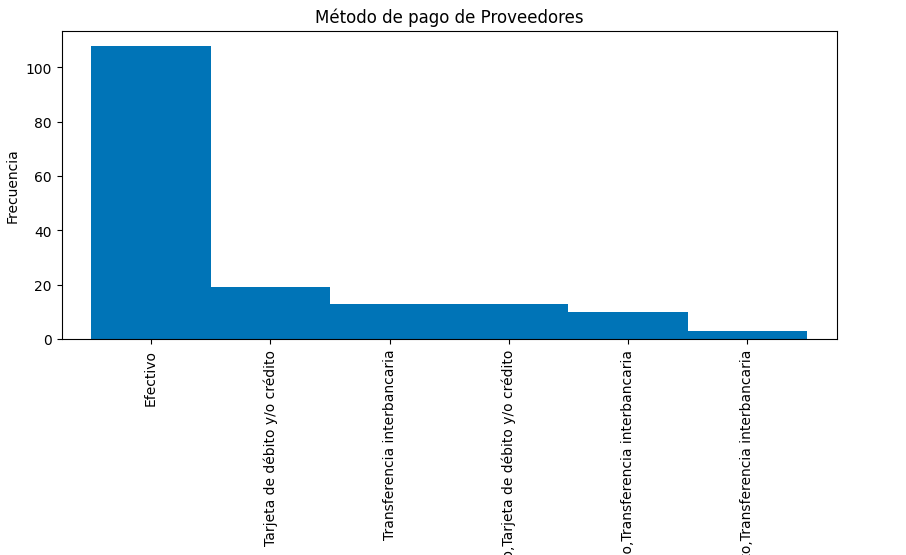 Método de pago de Proveedores
Frecuencia
100
80
60
40
20
0
Efectivo
Tarjeta de débito y/o crédito
Transferencia interbancaria
o,Tarjeta de débito y/o crédito
o,Transferencia interbancaria
to,Transferencia interbancaria